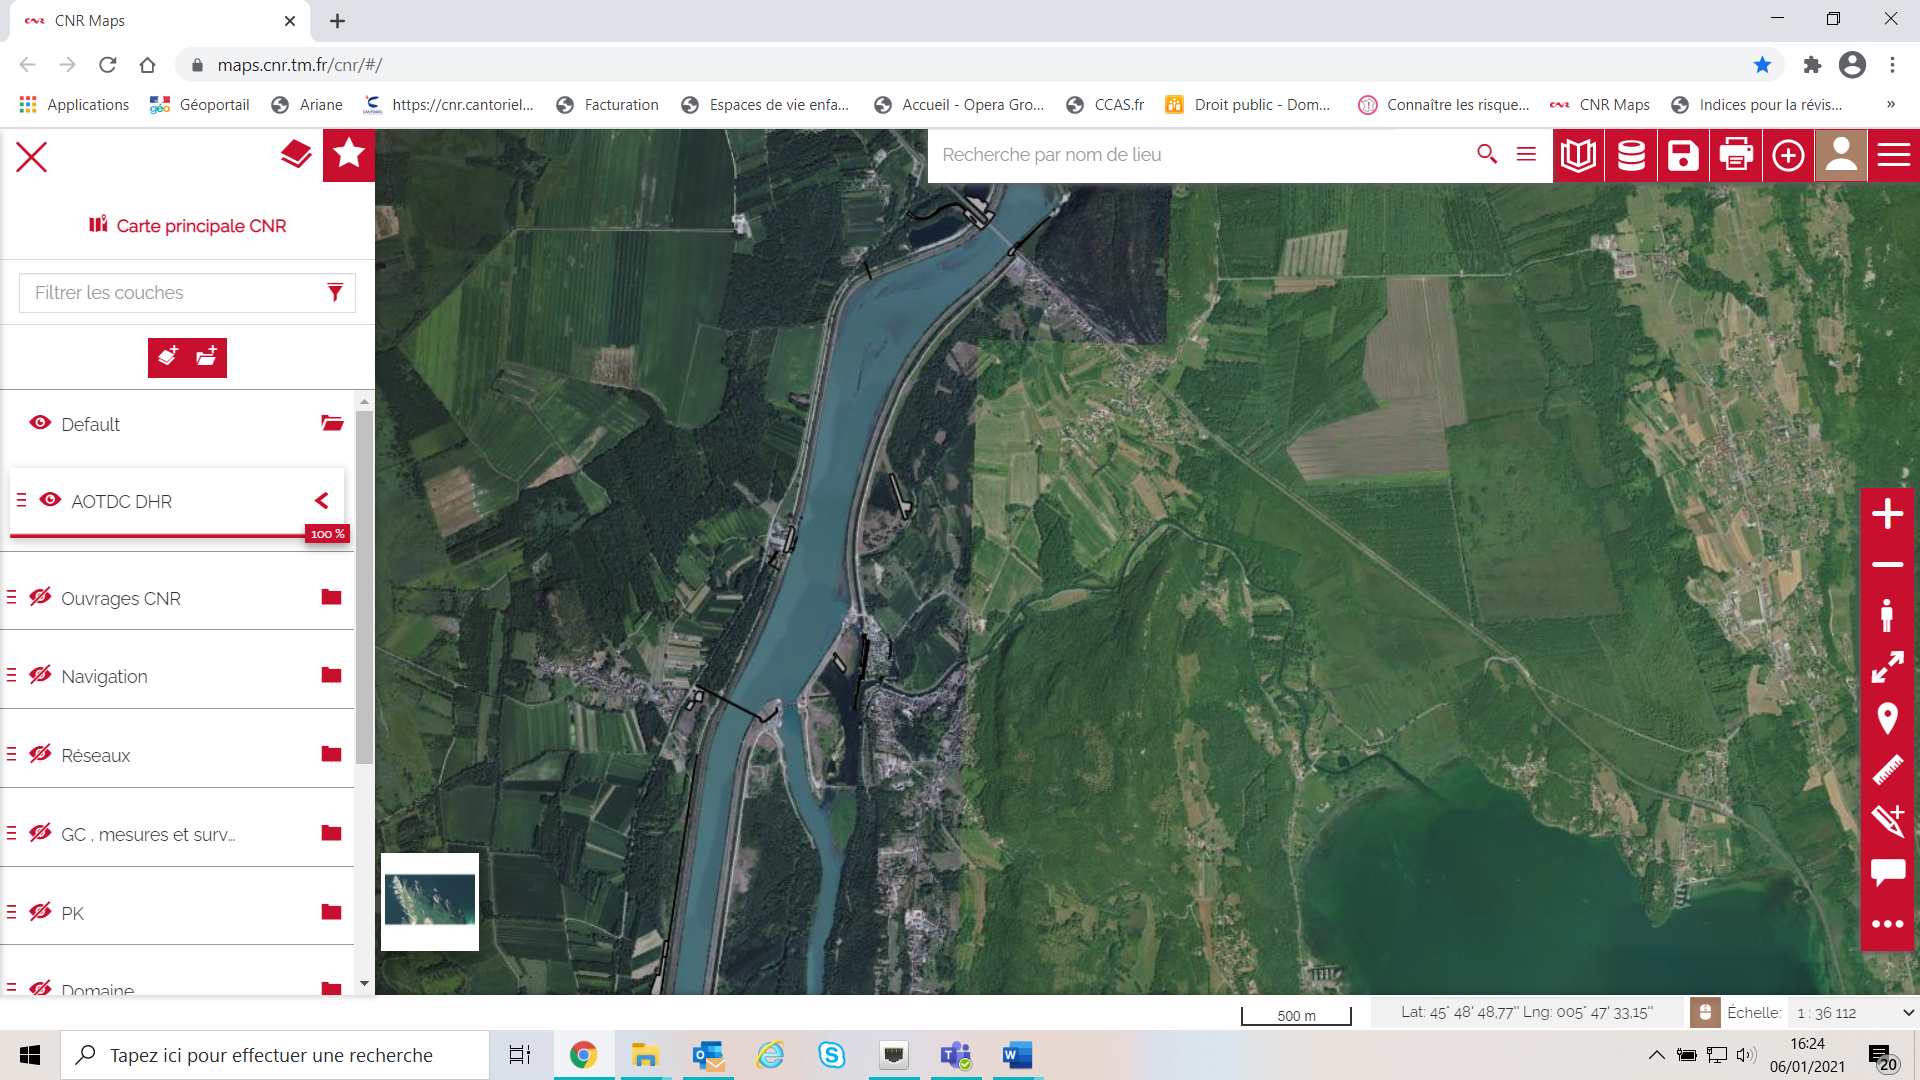 CNR Maps
maps.cnr.tm.fr/cnr/#/
Applications
Géoportail
Ariane
https://cnr.cantoriel...
Facturation
Espaces de vie enfa...
Accueil - Opera Gro...
CCAS.fr
Droit public - Dom...
Connaître les risque...
CNR Maps
Indices pour la révis...
»
Recherche par nom de lieu
Carte principale CNR
Filtrer les couches
Default
AOTDC DHR
100 %
Ouvrages CNR
Navigation
Réseaux
GC , mesures et surv...
PK
Domaine
500 m
Lat: 45° 48' 48,77'' Lng: 005° 47' 33,15''
Échelle:
1 : 36 112
Tapez ici pour effectuer une recherche
16:24
06/01/2021
20